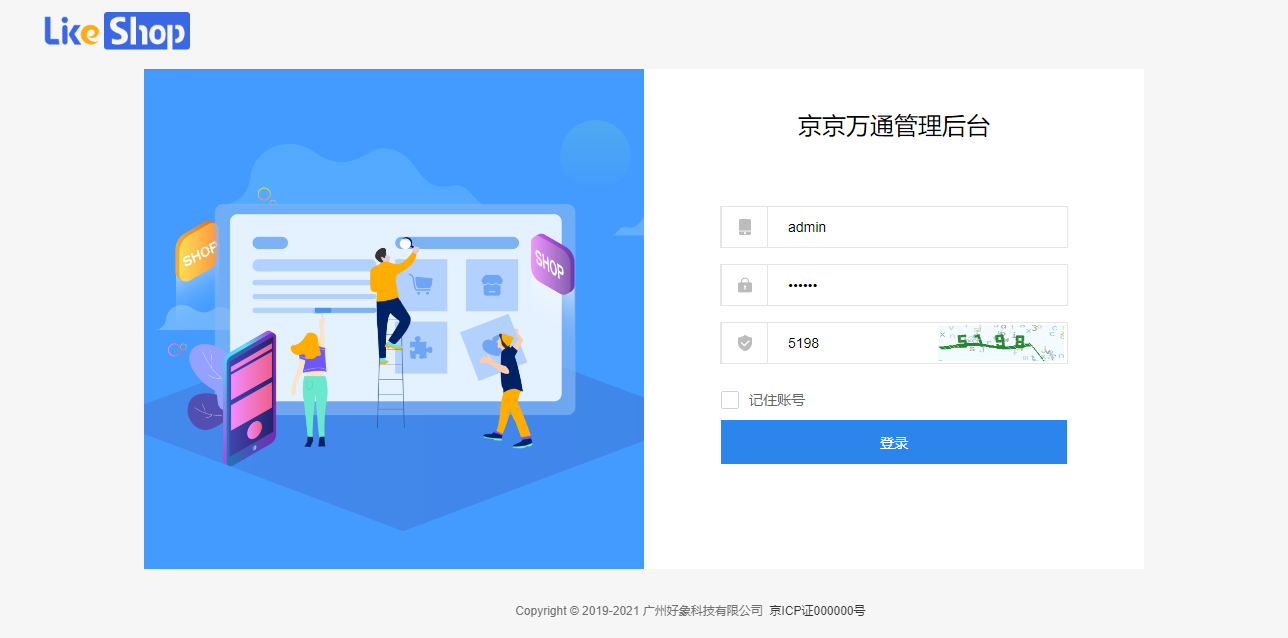 LikeShop
京京万通管理后台
SHOP
SHOP
admin
••••••
5198
5198
记住账号
登录
Copyright © 2019-2021 广州好象科技有限公司 京ICP证000000号